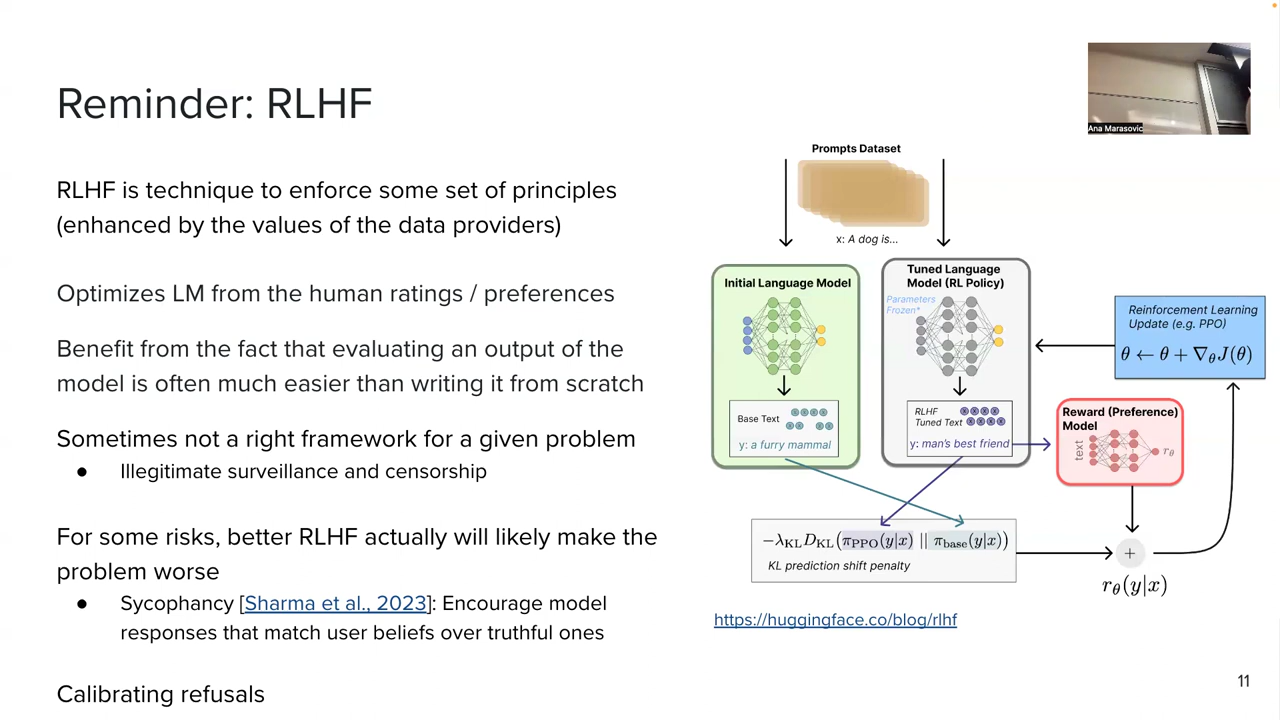 Ana Marasovic
Reminder: RLHF
RLHF is technique to enforce some set of principles
(enhanced by the values of the data providers)
Optimizes LM from the human ratings / preferences
Benefit from the fact that evaluating an output of the
model is often much easier than writing it from scratch
Sometimes not a right framework for a given problem
● Illegitimate surveillance and censorship
For some risks, better RLHF actually will likely make the
problem worse
● Sycophancy [Sharma et al., 2023]: Encourage model
responses that match user beliefs over truthful ones
Calibrating refusals
Prompts Dataset
x: A dog is...
Initial Language Model
Base Text
y: a furry mammal
Tuned Language
Model (RL Policy)
Parameters
Frozen*
RLHF
Tuned Text
y: man's best friend
Reinforcement Learning
Update (e.g. PPO)
θ ← θ + ∇θJ(θ)
Reward (Preference)
Model
text
rθ
−λKL DKL(πPPO(y|x) || πbase(y|x))
KL prediction shift penalty
+
rθ(y|x)
https://huggingface.co/blog/rlhf
11